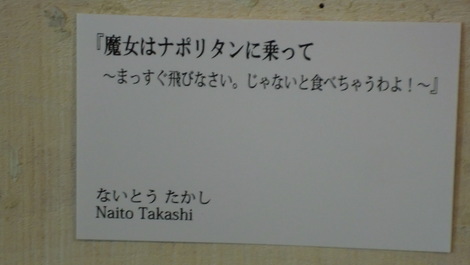 『魔女はナポリタンに乗って
～まっすぐ飛びなさい。じゃないと食べちゃうわよ！～』
ないとう たかし
Naito Takashi